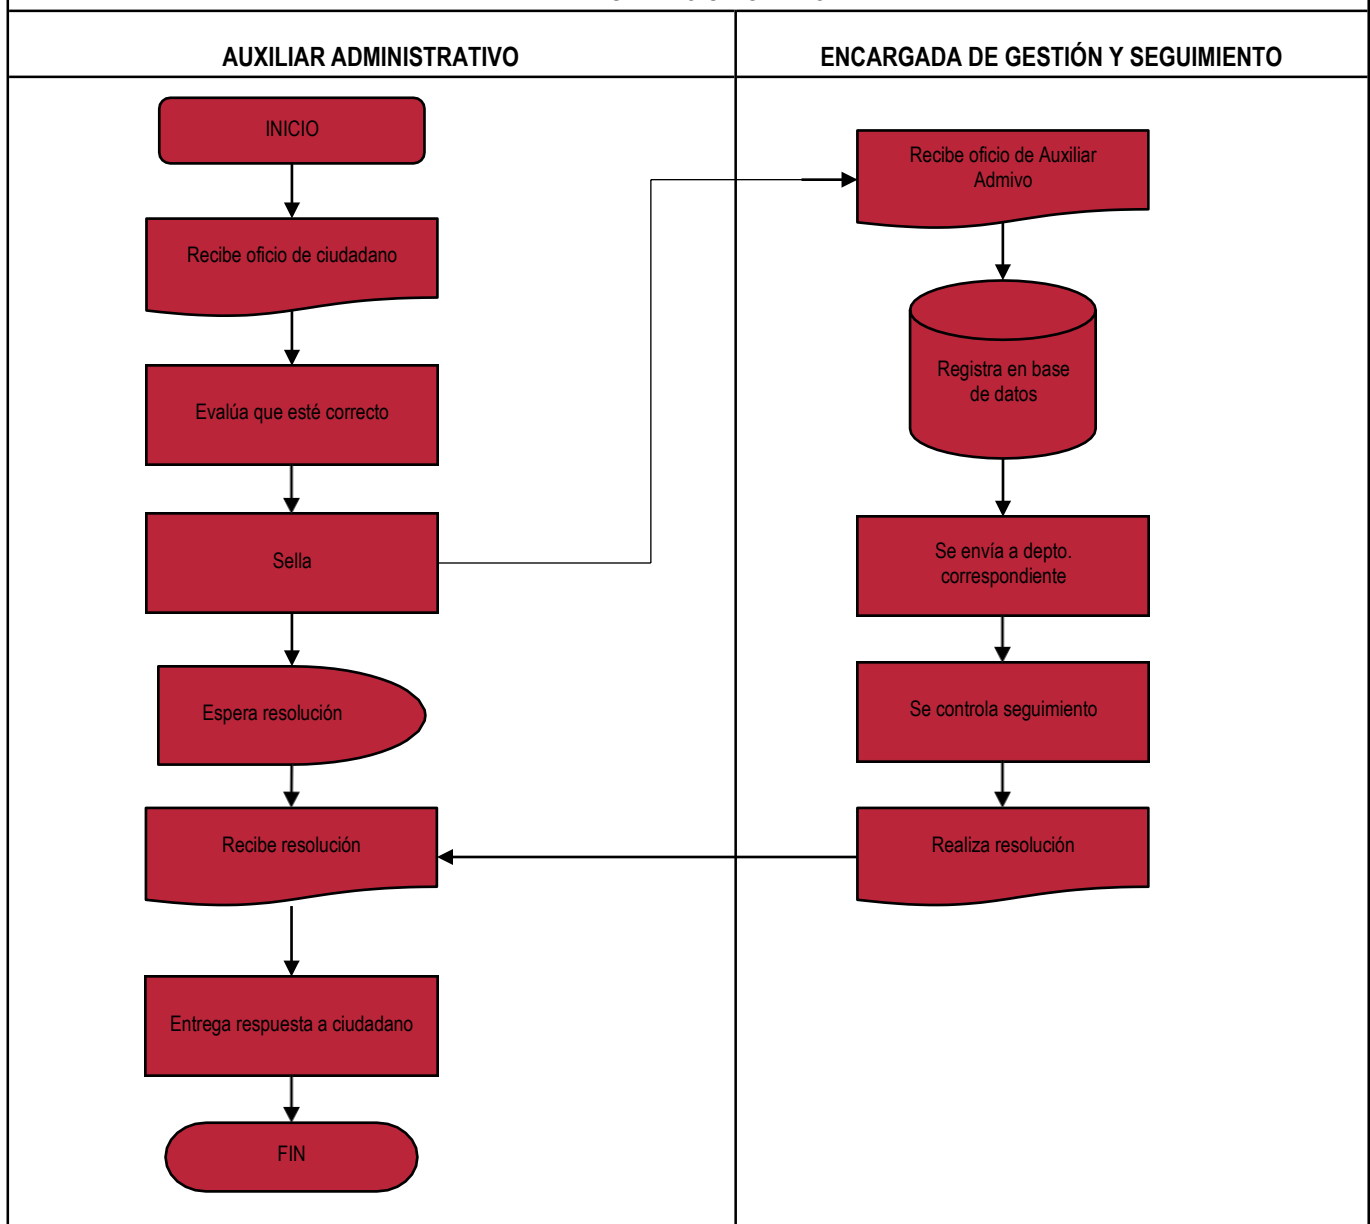 AUXILIAR ADMINISTRATIVO
ENCARGADA DE GESTIÓN Y SEGUIMIENTO
INICIO
Recibe oficio de ciudadano
Evalúa que esté correcto
Sella
Espera resolución
Recibe resolución
Entrega respuesta a ciudadano
FIN
Recibe oficio de Auxiliar
Admivo
Registra en base
de datos
Se envía a depto.
correspondiente
Se controla seguimiento
Realiza resolución